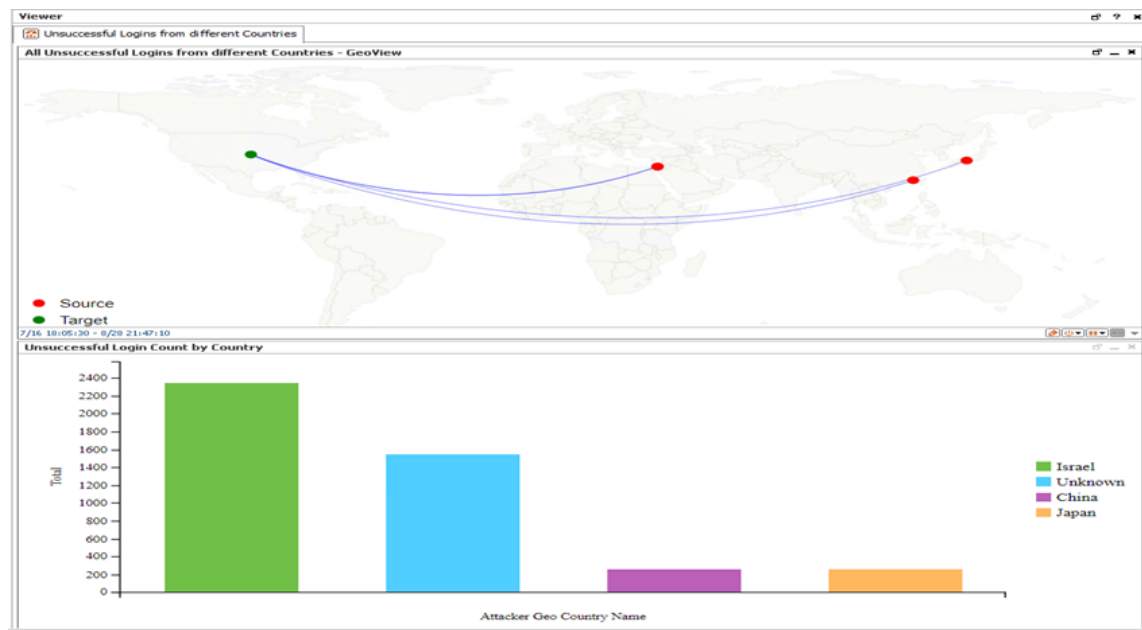 Viewer
Unsuccessful Logins from different Countries
All Unsuccessful Logins from different Countries - GeoView
Source
Target
7/16 18:05:30 - 8/28 21:47:10
Unsuccessful Login Count by Country
2400
2200
2000
1800
1600
1400
1200
1000
800
600
400
200
0
Total
Israel
Unknown
China
Japan
Attacker Geo Country Name